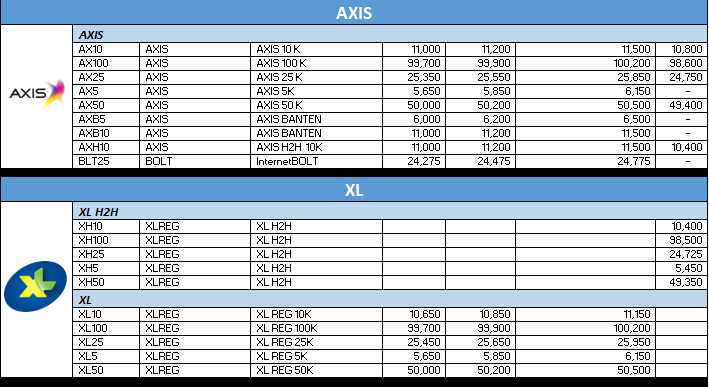 AXIS
AXIS
AX10 AXIS AXIS 10 K 11,000 11,200 11,500 10,800
AX100 AXIS AXIS 100 K 99,700 99,900 100,200 98,600
AX25 AXIS AXIS 25 K 25,350 25,550 25,850 24,750
AX5 AXIS AXIS 5K 5,650 5,850 6,150 -
AX50 AXIS AXIS 50 K 50,000 50,200 50,500 49,400
AXB5 AXIS AXIS BANTEN 6,000 6,200 6,500 -
AXB10 AXIS AXIS BANTEN 11,000 11,200 11,500 -
AXH10 AXIS AXIS H2H 10K 11,000 11,200 11,500 10,400
BLT25 BOLT InternetBOLT 24,275 24,475 24,775 -
AXIS
XL
XL H2H
XH10 XLREG XL H2H 10,400
XH100 XLREG XL H2H 98,500
XH25 XLREG XL H2H 24,725
XH5 XLREG XL H2H 5,450
XH50 XLREG XL H2H 49,350
XL
XL
XL10 XLREG XL REG 10K 10,650 10,850 11,150
XL100 XLREG XL REG 100K 99,700 99,900 100,200
XL25 XLREG XL REG 25K 25,450 25,650 25,950
XL5 XLREG XL REG 5K 5,650 5,850 6,150
XL50 XLREG XL REG 50K 50,000 50,200 50,500